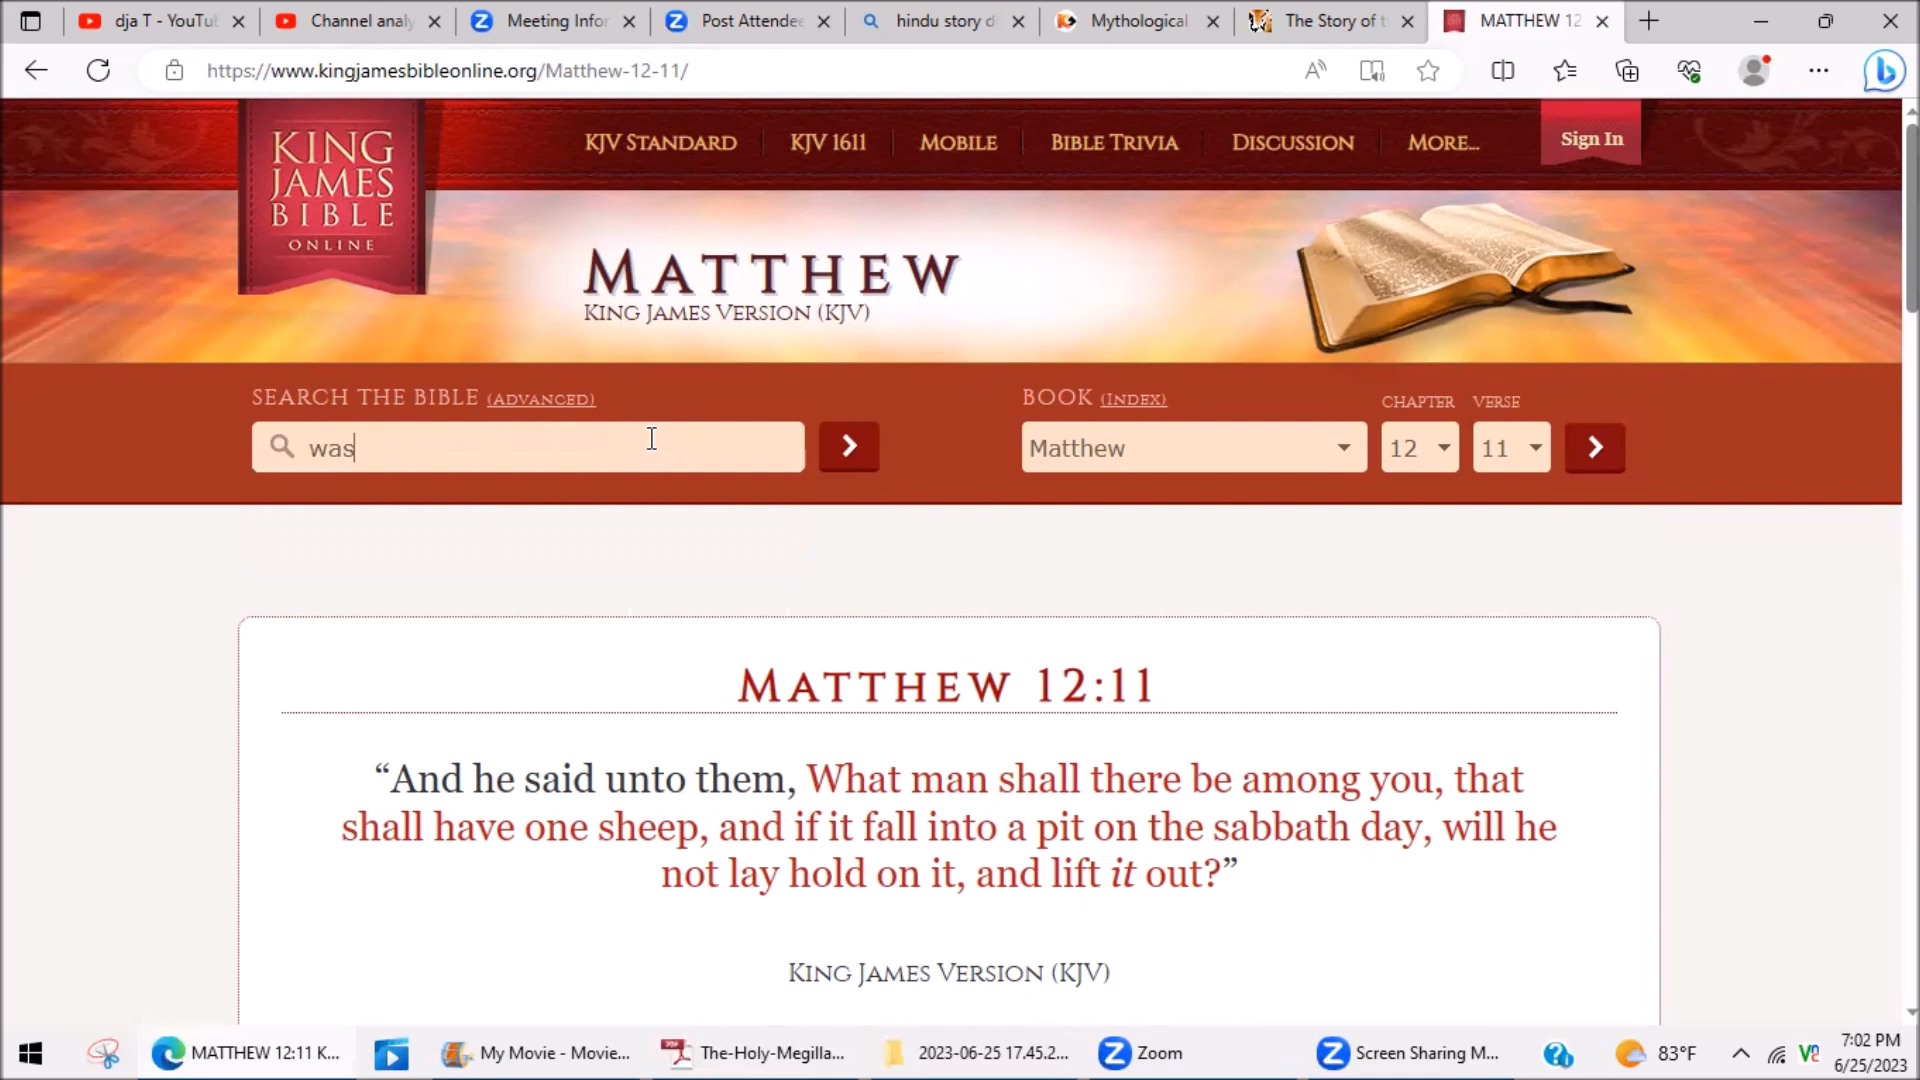 dja T - YouTu
Channel analy
Meeting Infor
Post Attendee
hindu story d
Mythological
The Story of t
MATTHEW 12
https://www.kingjamesbibleonline.org/Matthew-12-11/
KING
JAMES
BIBLE
ONLINE
KJV STANDARD
KJV 1611
MOBILE
BIBLE TRIVIA
DISCUSSION
MORE...
Sign In
MATTHEW
KING JAMES VERSION (KJV)
SEARCH THE BIBLE (ADVANCED)
BOOK (INDEX)
CHAPTER
VERSE
was
Matthew
12
11
MATTHEW 12:11
“And he said unto them, What man shall there be among you, that
shall have one sheep, and if it fall into a pit on the sabbath day, will he
not lay hold on it, and lift it out?”
KING JAMES VERSION (KJV)
MATTHEW 12:11 K...
My Movie - Movie...
The-Holy-Megilla...
2023-06-25 17.45.2...
Zoom
Screen Sharing M...
83°F
7:02 PM
6/25/2023